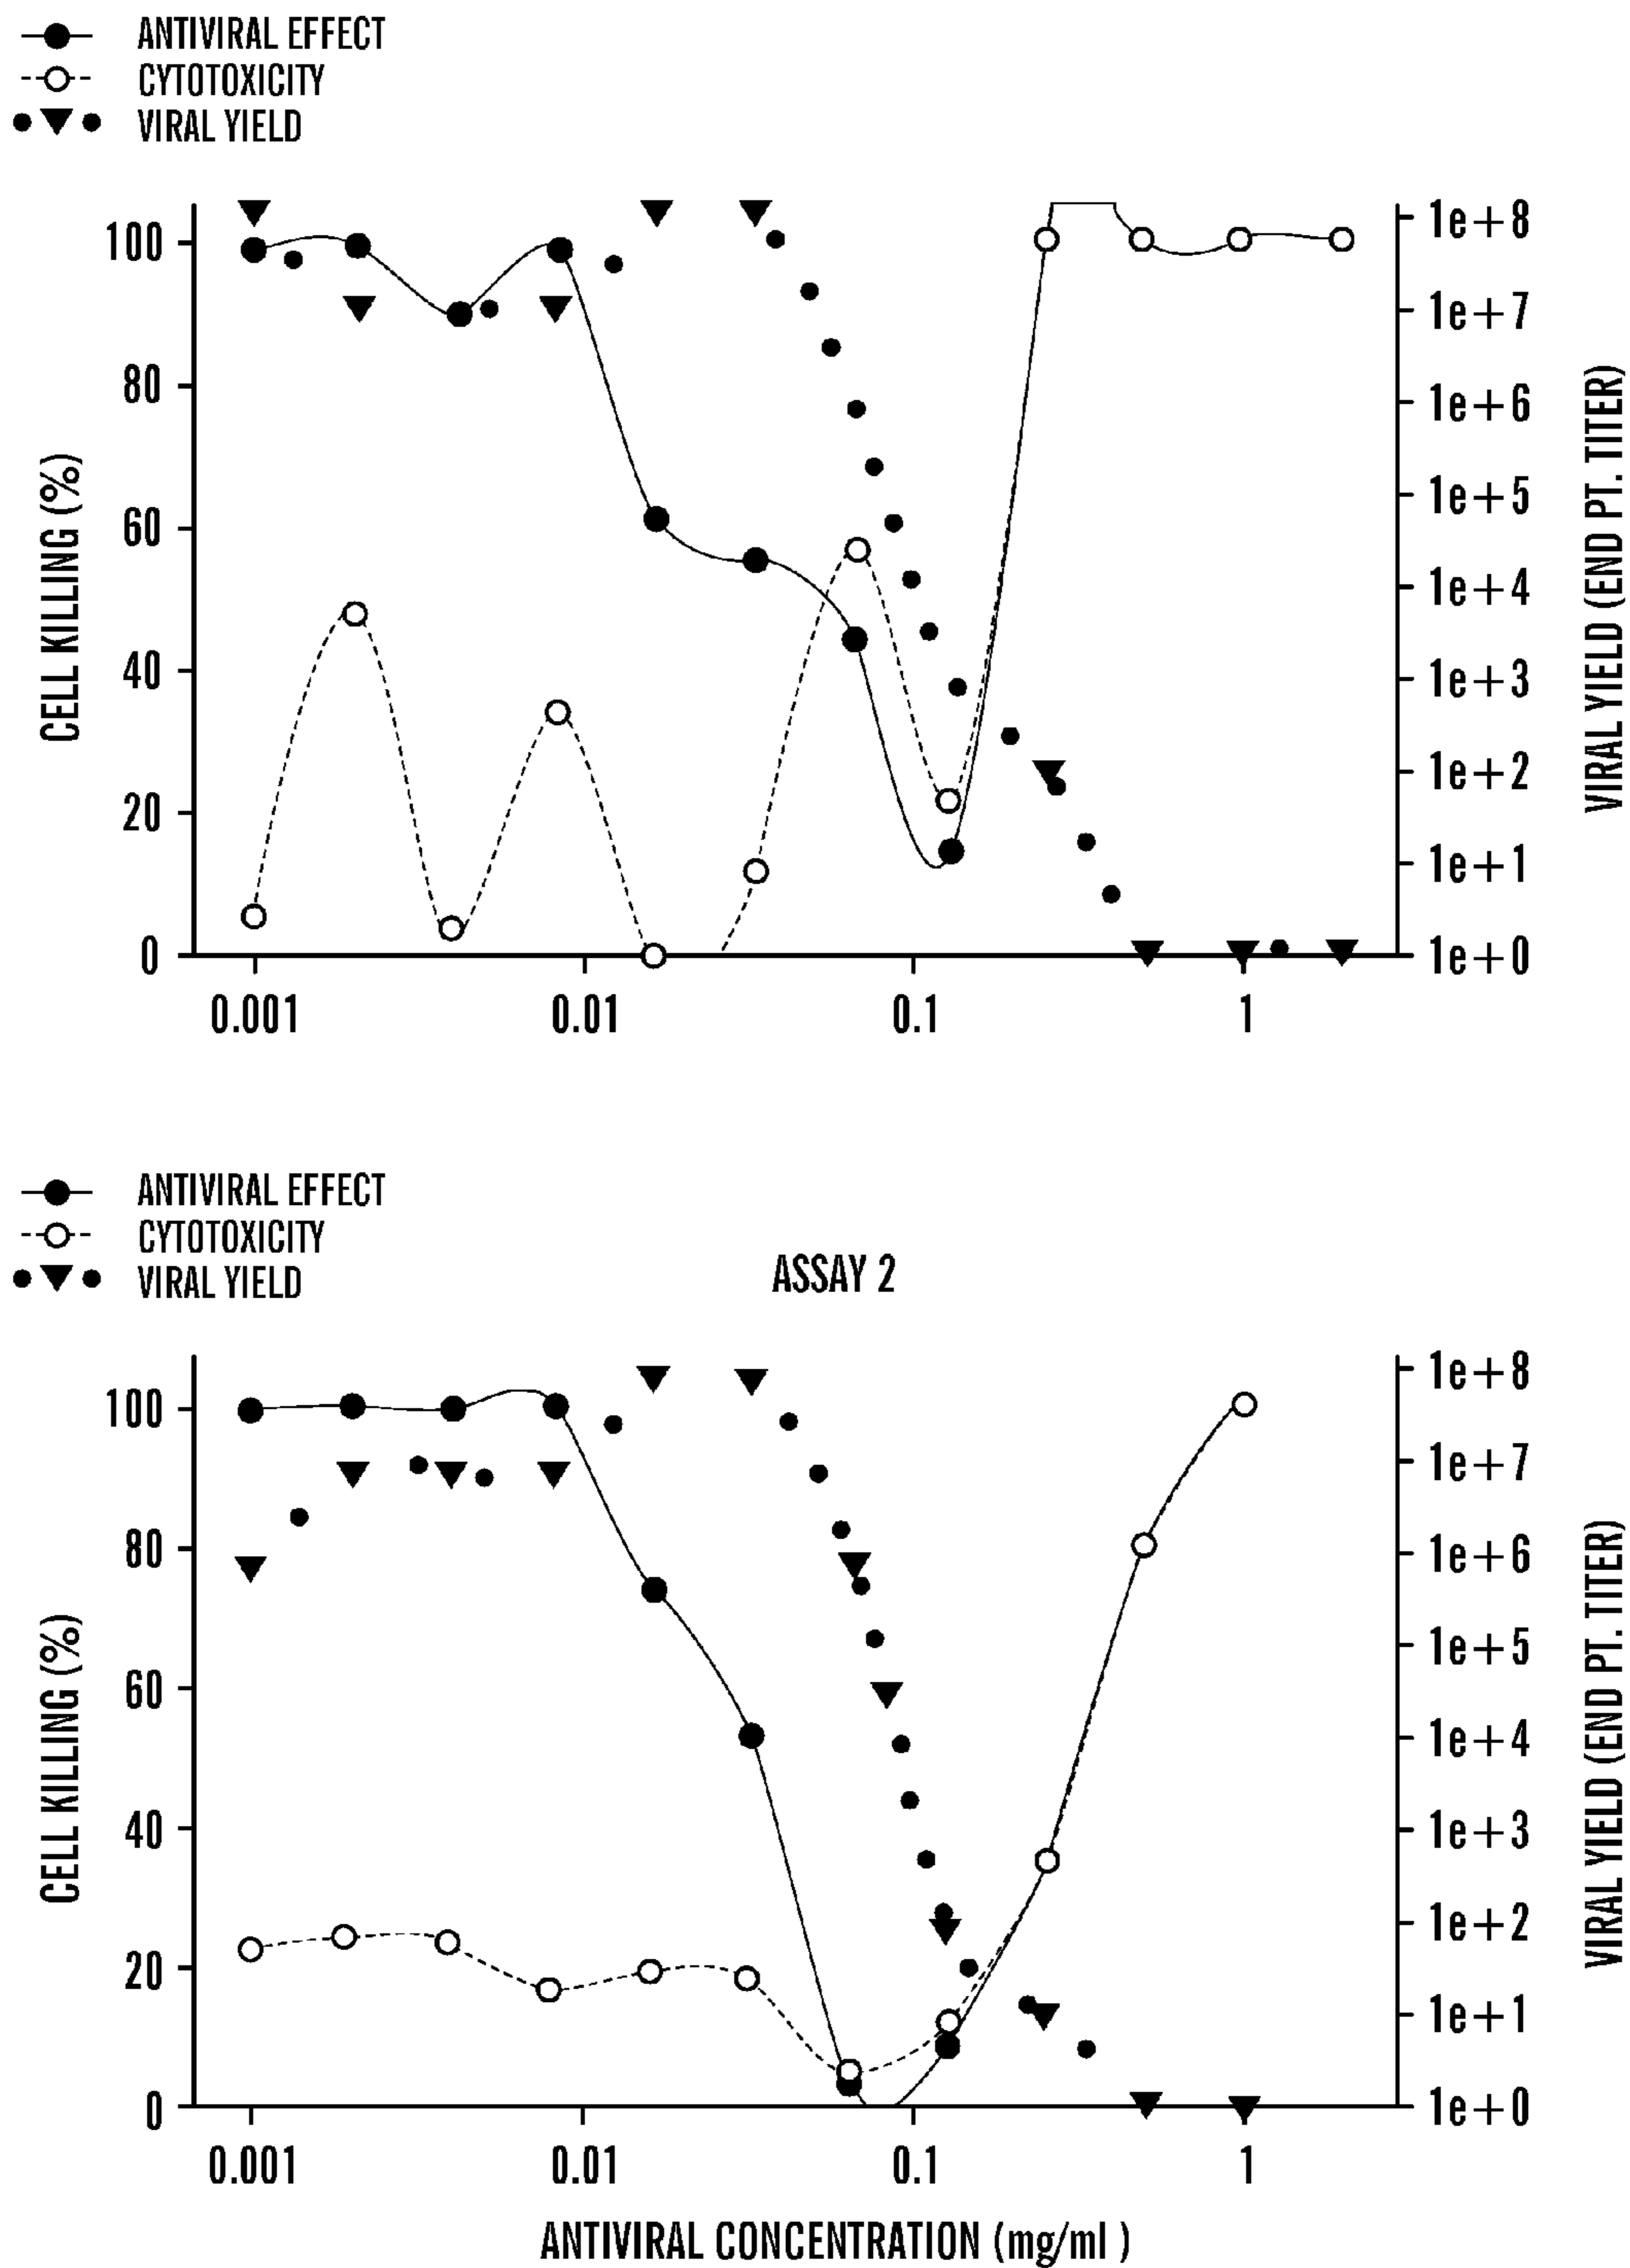 ANTIVIRAL EFFECT
CYTOTOXICITY
VIRAL YIELD
100
80
60
40
20
0
CELL KILLING (%)
1e+8
1e+7
1e+6
1e+5
1e+4
1e+3
1e+2
1e+1
1e+0
VIRAL YIELD (END PT. TITER)
0.001 0.01 0.1 1
ANTIVIRAL EFFECT
CYTOTOXICITY
VIRAL YIELD
ASSAY 2
100
80
60
40
20
0
CELL KILLING (%)
1e+8
1e+7
1e+6
1e+5
1e+4
1e+3
1e+2
1e+1
1e+0
VIRAL YIELD (END PT. TITER)
0.001 0.01 0.1 1
ANTIVIRAL CONCENTRATION (mg/ml )